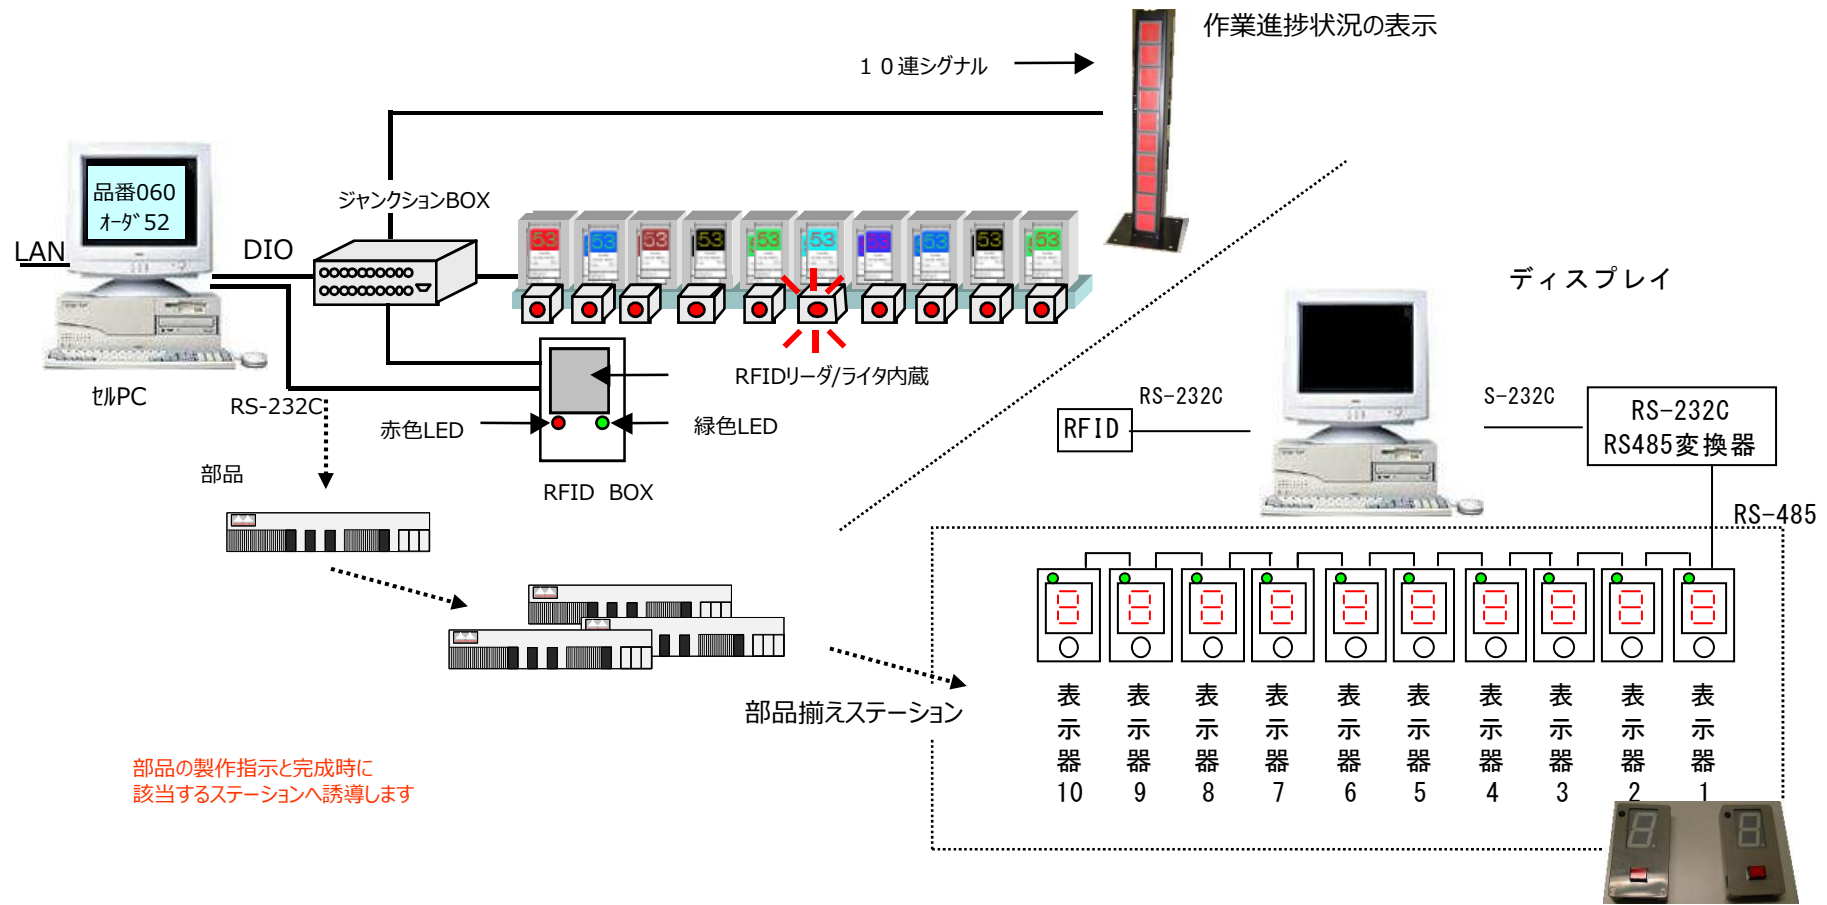 作業進捗状況の表示
１０連シグナル
品番060
ｵｰﾀﾞ52
ジャンクションBOX
LAN
DIO
53
53
53
53
53
53
53
53
53
53
ディスプレイ
ｾﾙPC
RS-232C
RFIDリーダ/ライタ内蔵
赤色LED
緑色LED
RFID BOX
部品
RFID
RS-232C
S-232C
RS-232C
RS485変換器
RS-485
部品揃えステーション
表示器10
表示器9
表示器8
表示器7
表示器6
表示器5
表示器4
表示器3
表示器2
表示器1
部品の製作指示と完成時に
該当するステーションへ誘導します